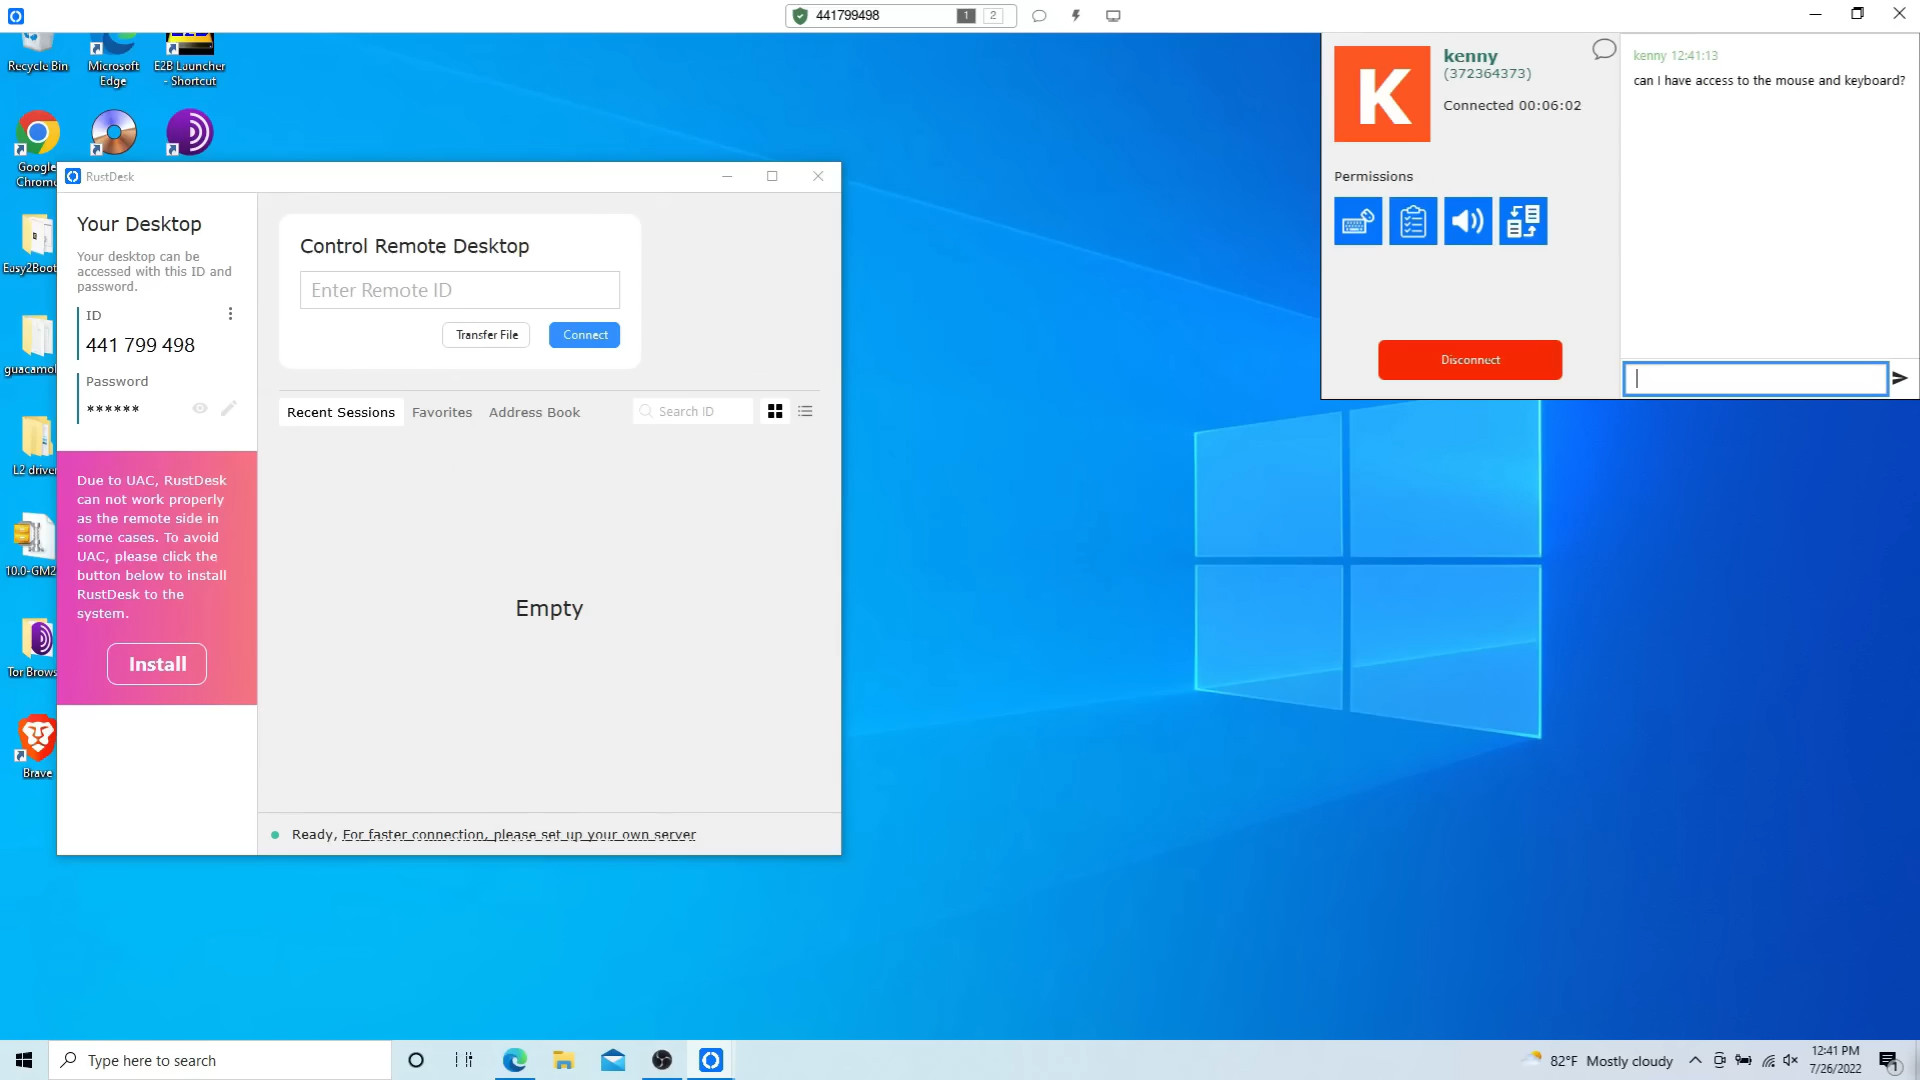 441799498
1
2
Recycle Bin
Microsoft
Edge
E2B Launcher
- Shortcut
Google
Chrome
Easy2Boot
guacamol
L2 driver
10.0-GM2
Tor Brows
Brave
RustDesk
Your Desktop
Your desktop can be
accessed with this ID and
password.
ID
441 799 498
Password
******
Due to UAC, RustDesk
can not work properly
as the remote side in
some cases. To avoid
UAC, please click the
button below to install
RustDesk to the
system.
Install
Control Remote Desktop
Enter Remote ID
Transfer File
Connect
Recent Sessions
Favorites
Address Book
Search ID
Empty
Ready, For faster connection, please set up your own server
K
kenny
(372364373)
Connected 00:06:02
Permissions
Disconnect
kenny 12:41:13
can I have access to the mouse and keyboard?
Type here to search
82°F Mostly cloudy
12:41 PM
7/26/2022
1